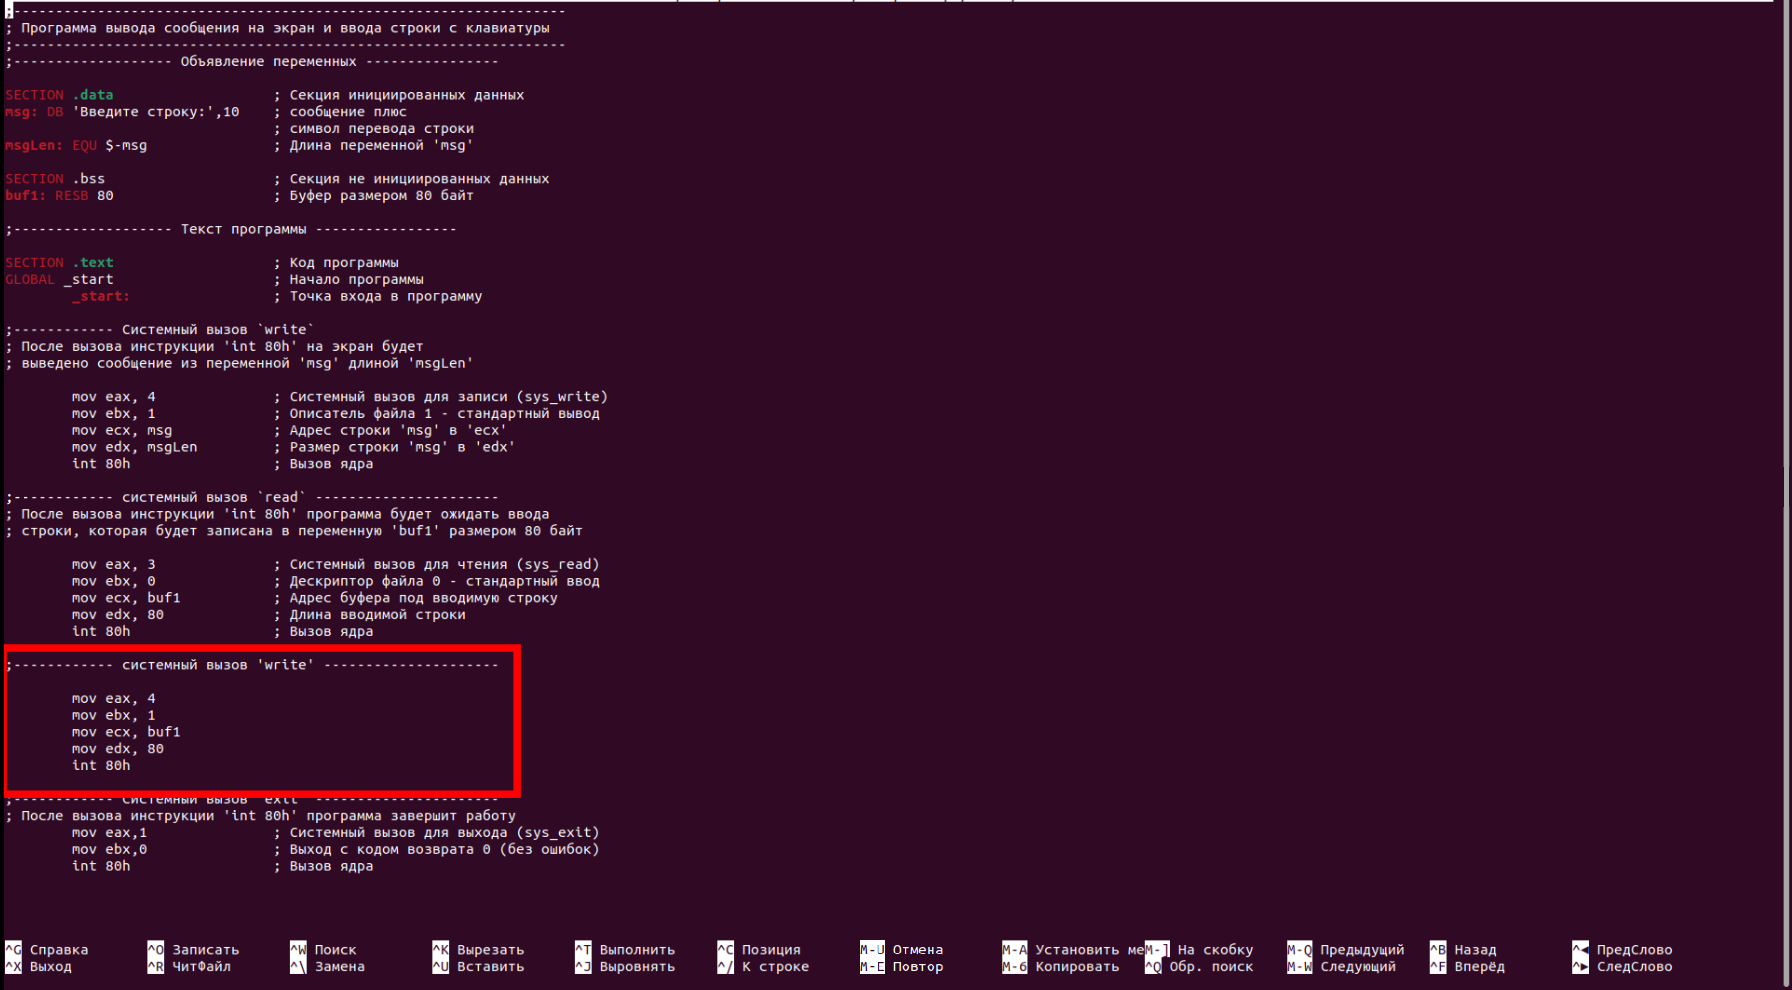 ;------------------------------------------------------------------
; Программа вывода сообщения на экран и ввода строки с клавиатуры
;------------------------------------------------------------------
;------------------- Объявление переменных ----------------
SECTION .data ; Секция инициированных данных
msg: DB 'Введите строку:',10 ; сообщение плюс
; символ перевода строки
msgLen: EQU $-msg ; Длина переменной 'msg'
SECTION .bss ; Секция не инициированных данных
buf1: RESB 80 ; Буфер размером 80 байт
;------------------- Текст программы -----------------
SECTION .text ; Код программы
GLOBAL _start ; Начало программы
_start: ; Точка входа в программу
;------------ Системный вызов `write`
; После вызова инструкции 'int 80h' на экран будет
; выведено сообщение из переменной 'msg' длиной 'msgLen'
mov eax, 4 ; Системный вызов для записи (sys_write)
mov ebx, 1 ; Описатель файла 1 - стандартный вывод
mov ecx, msg ; Адрес строки 'msg' в 'ecx'
mov edx, msgLen ; Размер строки 'msg' в 'edx'
int 80h ; Вызов ядра
;------------ системный вызов `read` ----------------------
; После вызова инструкции 'int 80h' программа будет ожидать ввода
; строки, которая будет записана в переменную 'buf1' размером 80 байт
mov eax, 3 ; Системный вызов для чтения (sys_read)
mov ebx, 0 ; Дескриптор файла 0 - стандартный ввод
mov ecx, buf1 ; Адрес буфера под вводимую строку
mov edx, 80 ; Длина вводимой строки
int 80h ; Вызов ядра
;------------ системный вызов 'write' ---------------------
mov eax, 4
mov ebx, 1
mov ecx, buf1
mov edx, 80
int 80h
;------------ Системный вызов `exit` ----------------------
; После вызова инструкции 'int 80h' программа завершит работу
mov eax,1 ; Системный вызов для выхода (sys_exit)
mov ebx,0 ; Выход с кодом возврата 0 (без ошибок)
int 80h ; Вызов ядра
^G Справка ^O Записать ^W Поиск ^K Вырезать ^T Выполнить ^C Позиция M-U Отмена M-A Установить ме M-] На скобку M-Q Предыдущий ^B Назад ^◂ ПредСлово
^X Выход ^R ЧитФайл ^\ Замена ^U Вставить ^J Выровнять ^/ К строке M-E Повтор M-6 Копировать ^Q Обр. поиск M-W Следующий ^F Вперёд ^▸ СледСлово